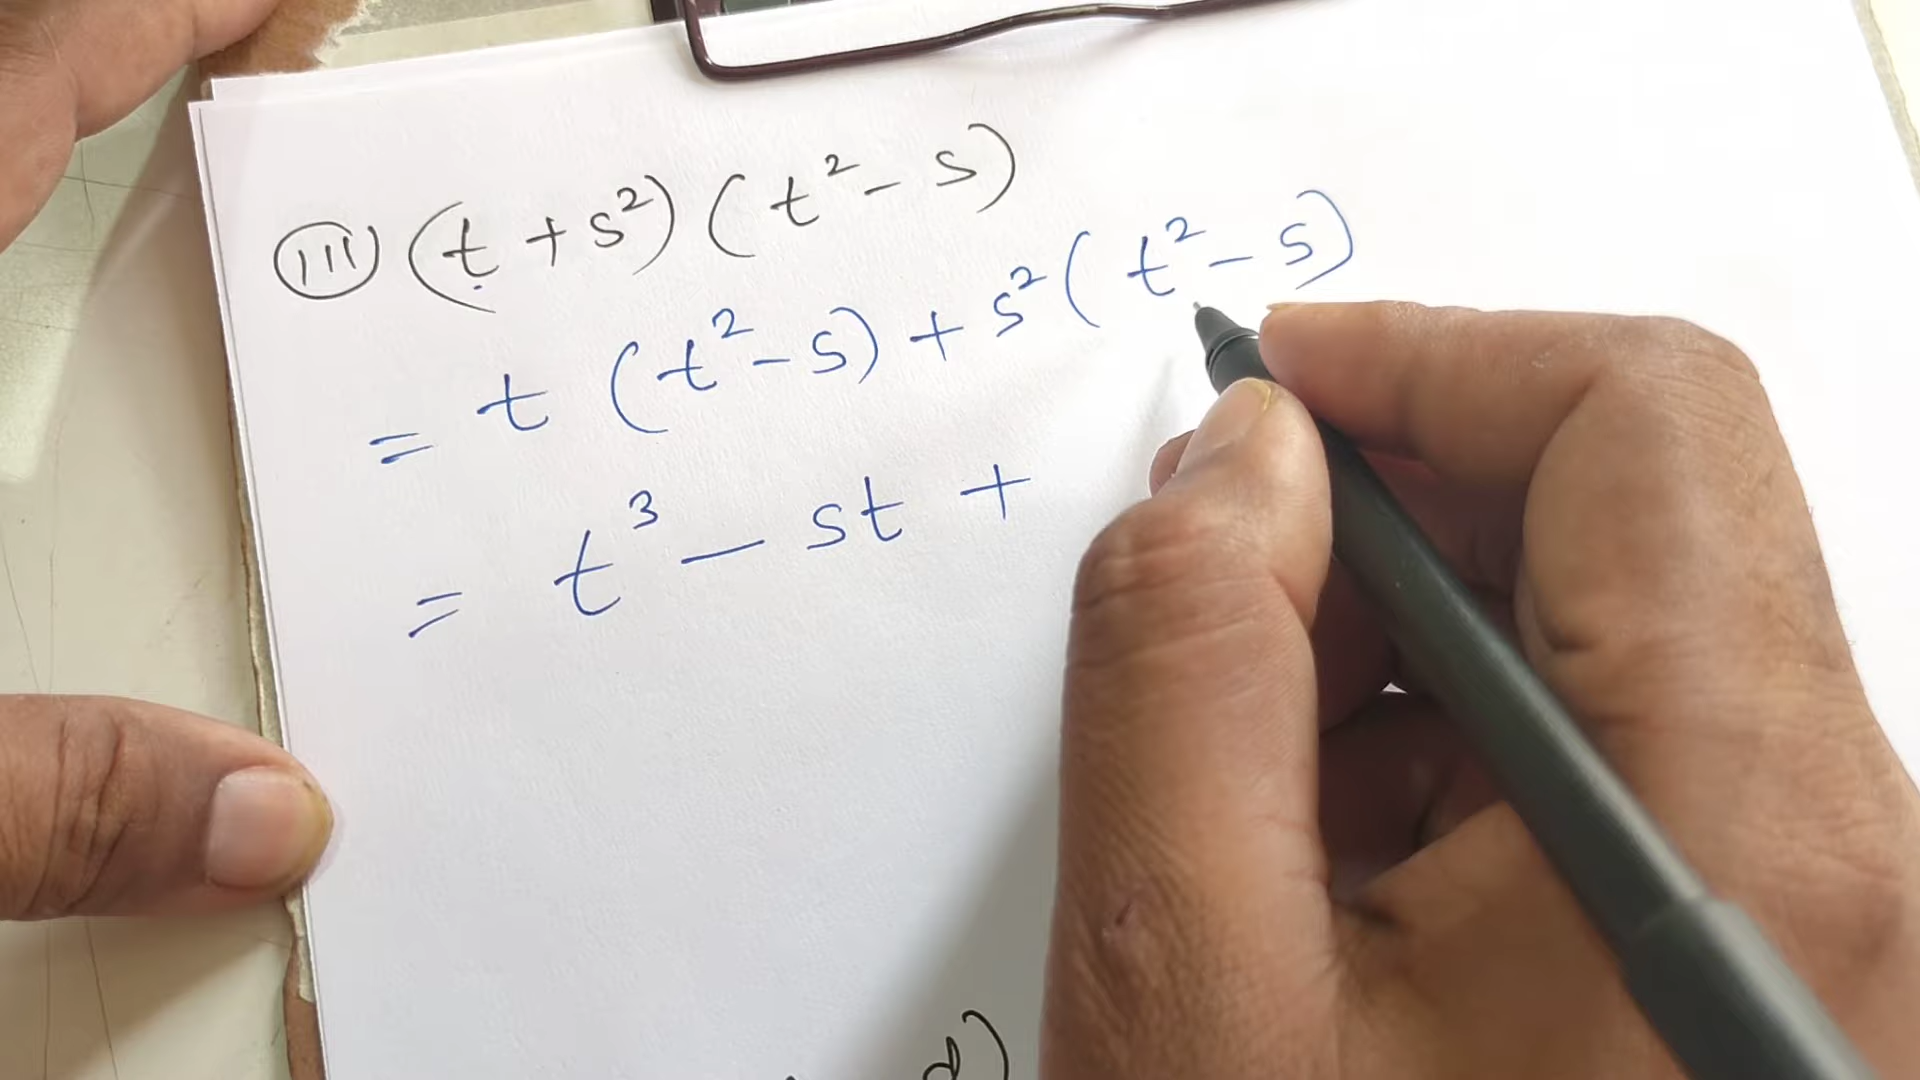 (iii) (t + s²) (t² - s)
= t (t² - s) + s² (t² - s)
= t³ - st +
d)